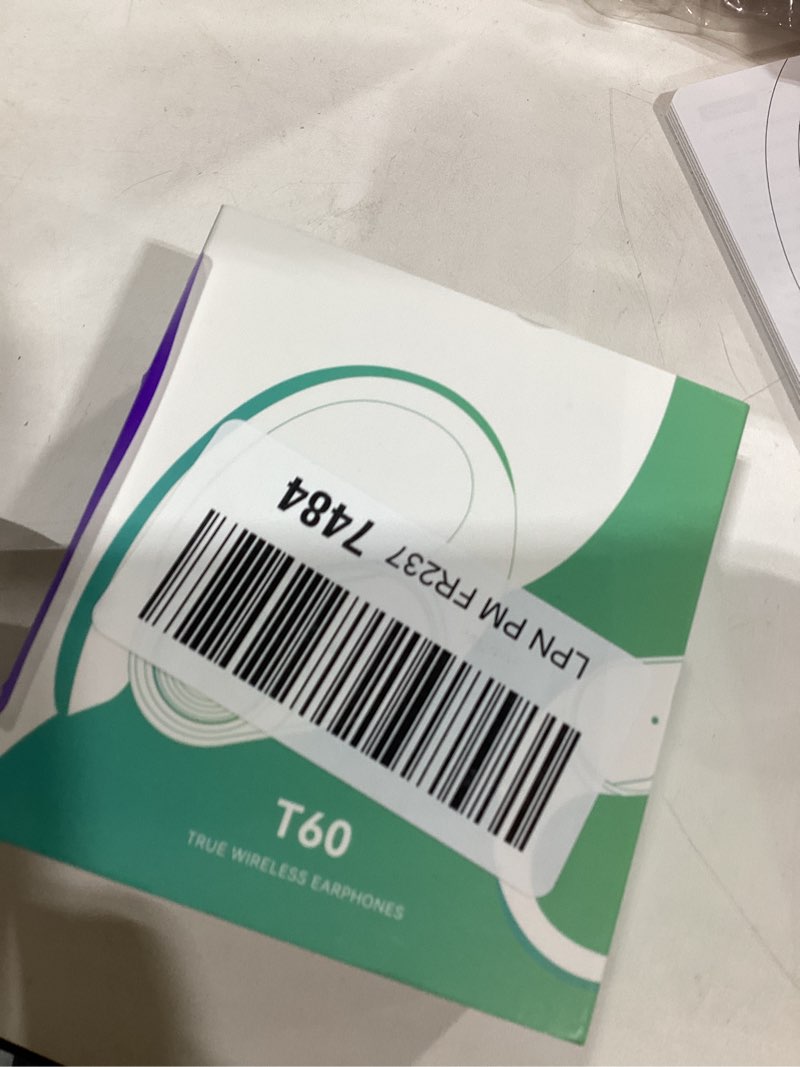 LPN PM FR237 7484
T60
TRUE WIRELESS EARPHONES